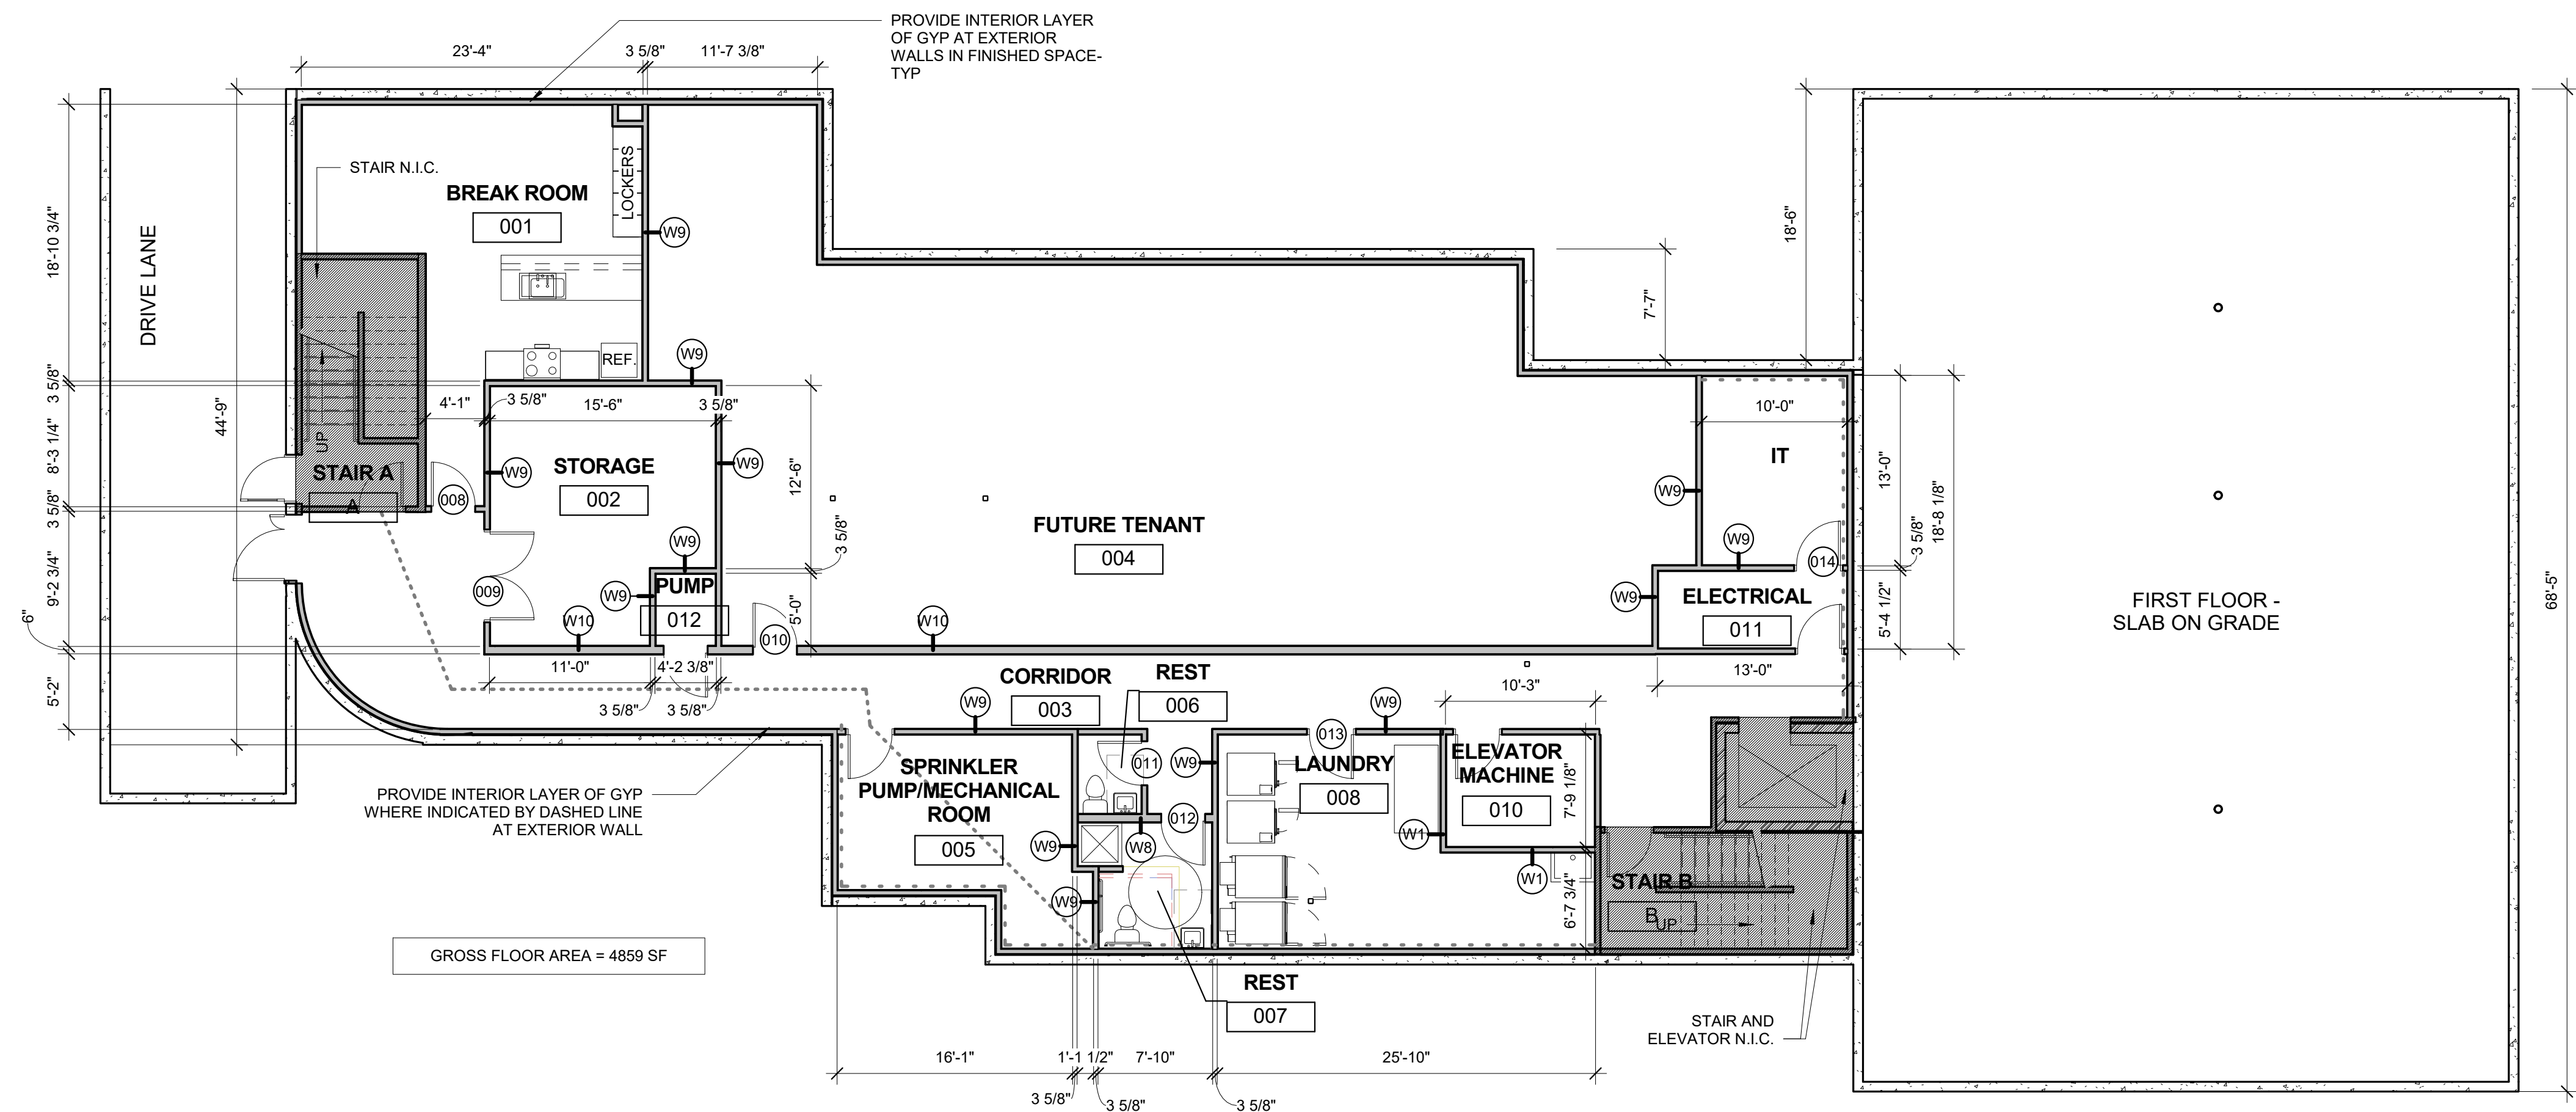 PROVIDE INTERIOR LAYER
OF GYP AT EXTERIOR
WALLS IN FINISHED SPACE-
TYP
23'-4"
3 5/8"
11'-7 3/8"
STAIR N.I.C.
BREAK ROOM
001
LOCKERS
W9
DRIVE LANE
18'-10 3/4"
3 5/8"
8'-3 1/4"
3 5/8"
9'-2 3/4"
6"
5'-2"
44'-9"
18'-6"
7'-7"
REF.
W9
4'-1"
3 5/8"
15'-6"
3 5/8"
UP
STAIR A
A
008
W9
STORAGE
002
W9
12'-6"
3 5/8"
5'-0"
W9
PUMP
012
W9
009
W10
010
W10
FUTURE TENANT
004
10'-0"
IT
W9
W9
014
W9
ELECTRICAL
011
13'-0"
3 5/8"
18'-8 1/8"
5'-4 1/2"
FIRST FLOOR -
SLAB ON GRADE
68'-5"
11'-0"
4'-2 3/8"
3 5/8"
3 5/8"
CORRIDOR
003
REST
006
W9
W9
10'-3"
13'-0"
013
SPRINKLER
PUMP/MECHANICAL
ROOM
005
011
W9
LAUNDRY
008
ELEVATOR
MACHINE
010
7'-9 1/8"
012
W9
W8
W1
W1
W9
6'-7 3/4"
STAIR B
B
UP
PROVIDE INTERIOR LAYER OF GYP
WHERE INDICATED BY DASHED LINE
AT EXTERIOR WALL
GROSS FLOOR AREA = 4859 SF
REST
007
STAIR AND
ELEVATOR N.I.C.
16'-1"
1'-1 1/2"
7'-10"
25'-10"
3 5/8"
3 5/8"
3 5/8"